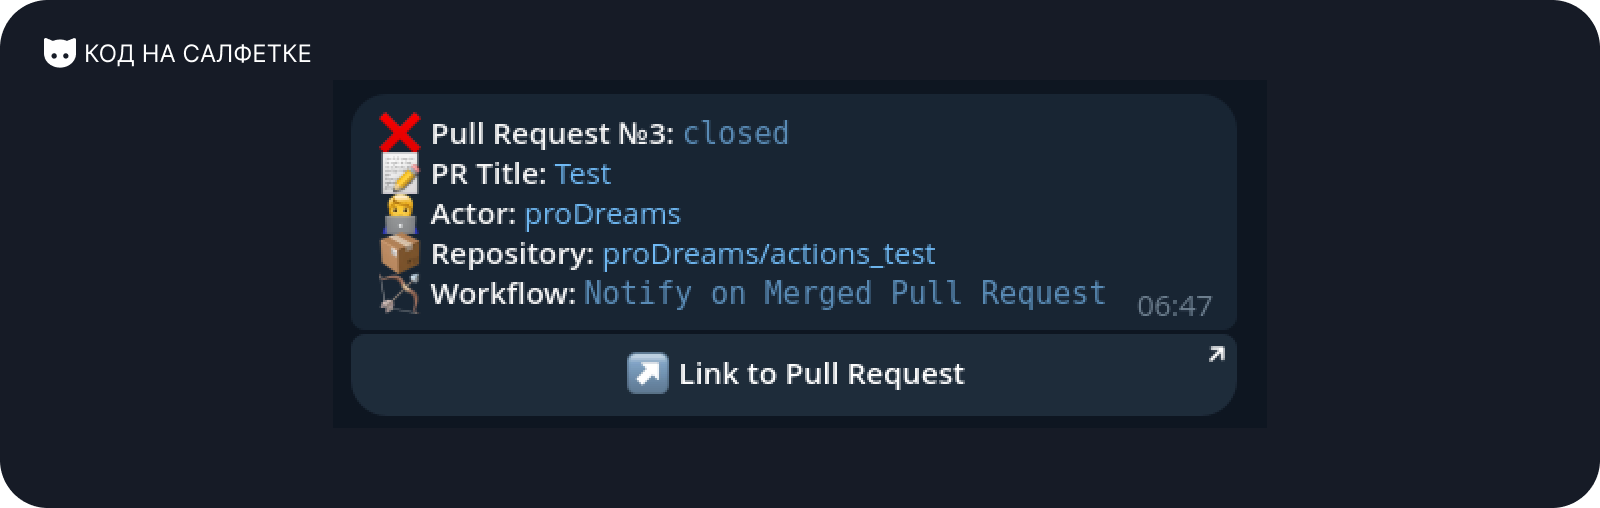 КОД НА САЛФЕТКЕ
Pull Request №3: closed
PR Title: Test
Actor: proDreams
Repository: proDreams/actions_test
Workflow: Notify on Merged Pull Request
06:47
Link to Pull Request